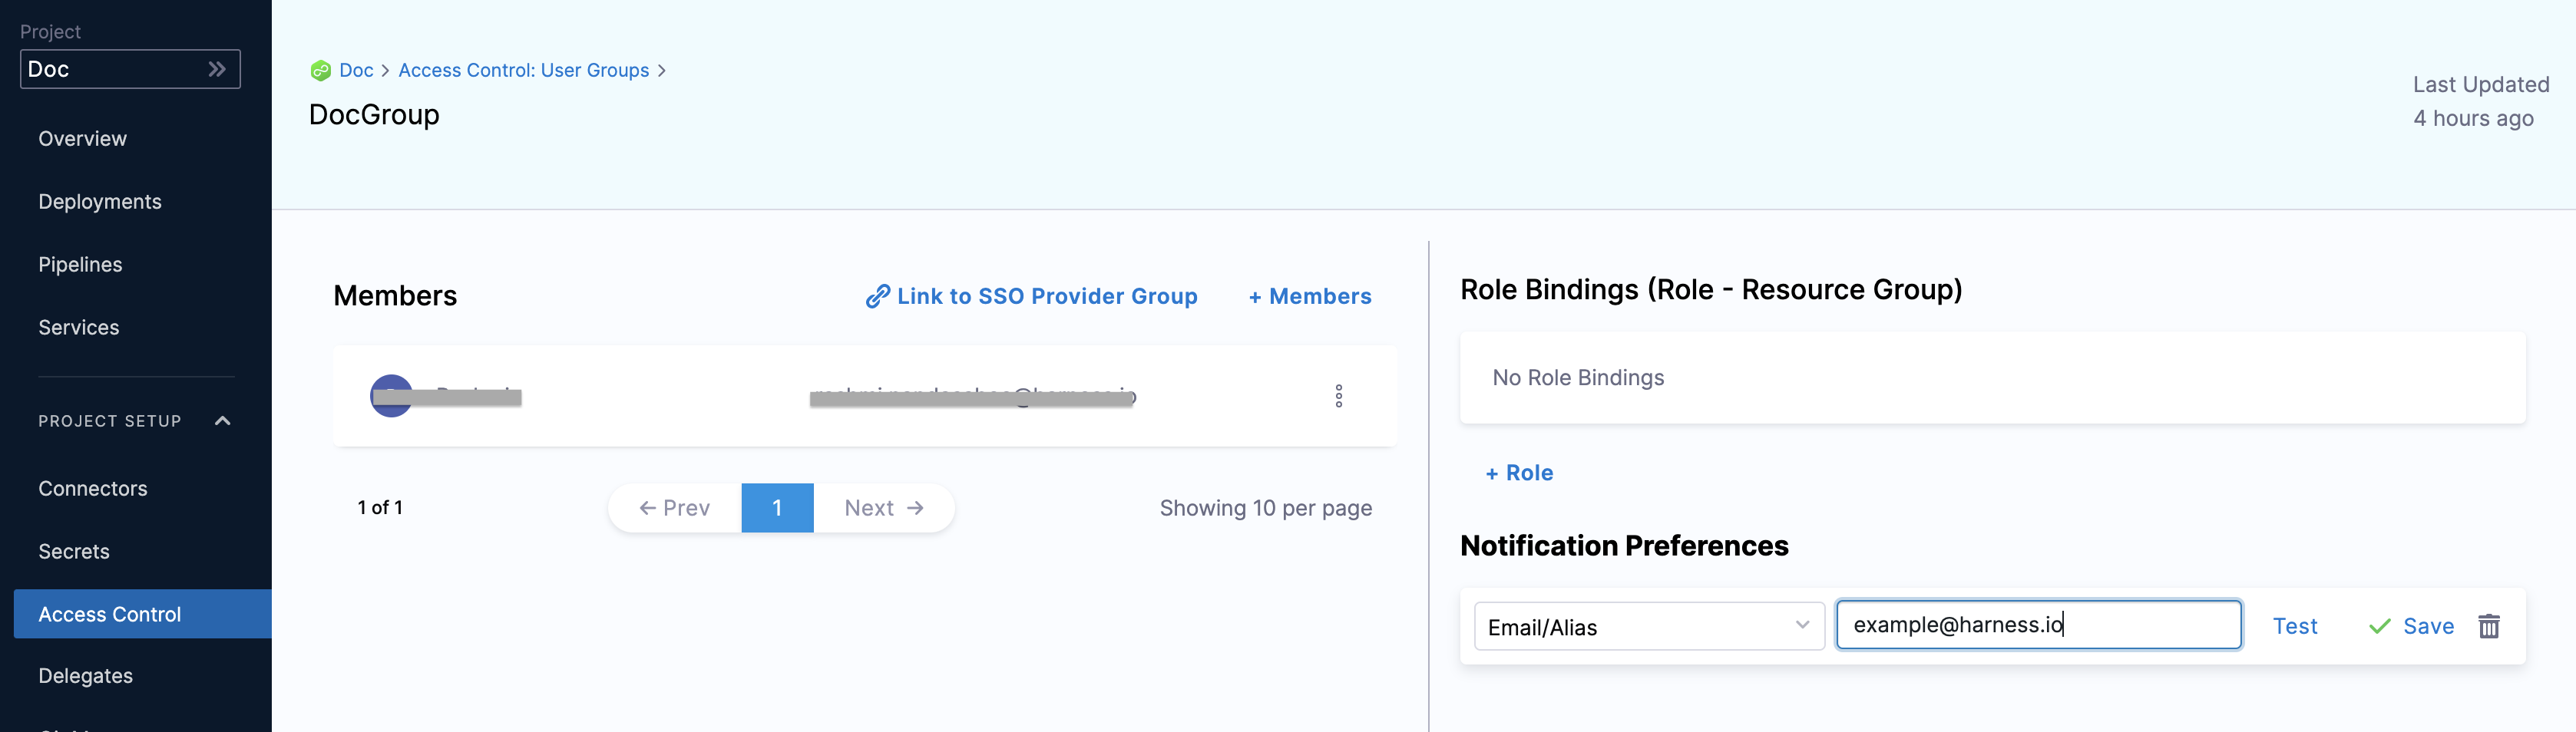 Project
Doc
Overview
Deployments
Pipelines
Services
PROJECT SETUP
Connectors
Secrets
Access Control
Delegates
Doc > Access Control: User Groups >
DocGroup
Last Updated
4 hours ago
Members
Link to SSO Provider Group
+ Members
1 of 1
← Prev
1
Next →
Showing 10 per page
Role Bindings (Role - Resource Group)
No Role Bindings
+ Role
Notification Preferences
Email/Alias
example@harness.io
Test
Save